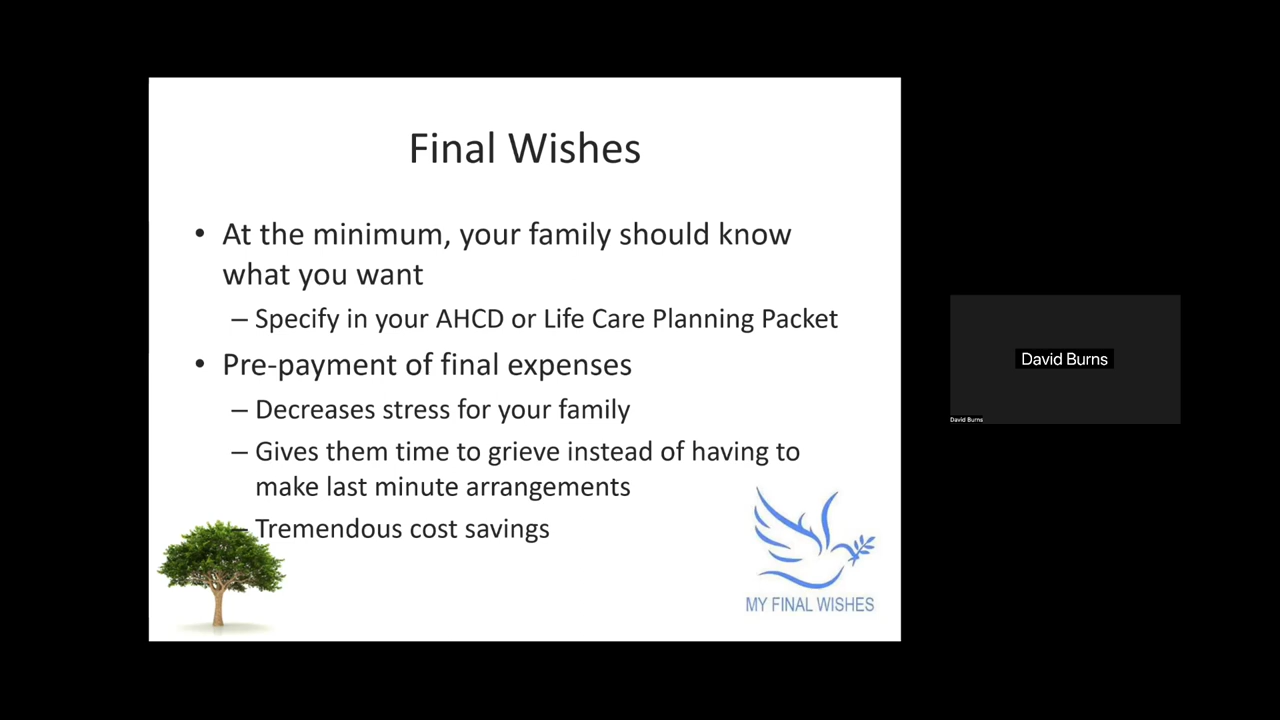 Final Wishes
• At the minimum, your family should know
what you want
– Specify in your AHCD or Life Care Planning Packet
• Pre-payment of final expenses
– Decreases stress for your family
– Gives them time to grieve instead of having to
make last minute arrangements
– Tremendous cost savings
MY FINAL WISHES
David Burns
David Burns